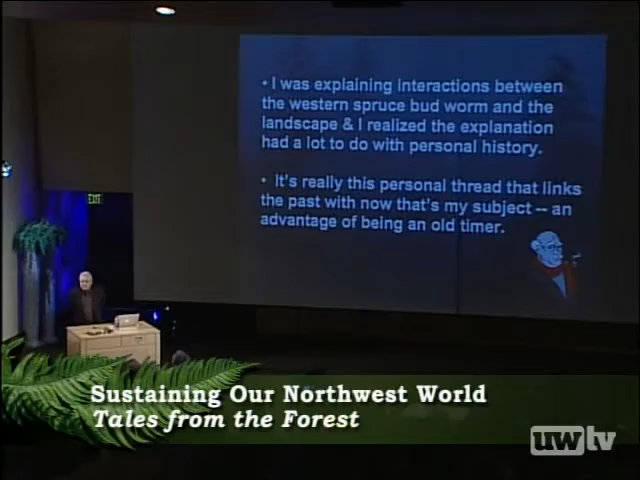 • I was explaining interactions between
the western spruce bud worm and the
landscape & I realized the explanation
had a lot to do with personal history.
• It's really this personal thread that links
the past with now that's my subject -- an
advantage of being an old timer.
EXIT
Sustaining Our Northwest World
Tales from the Forest
uwtv